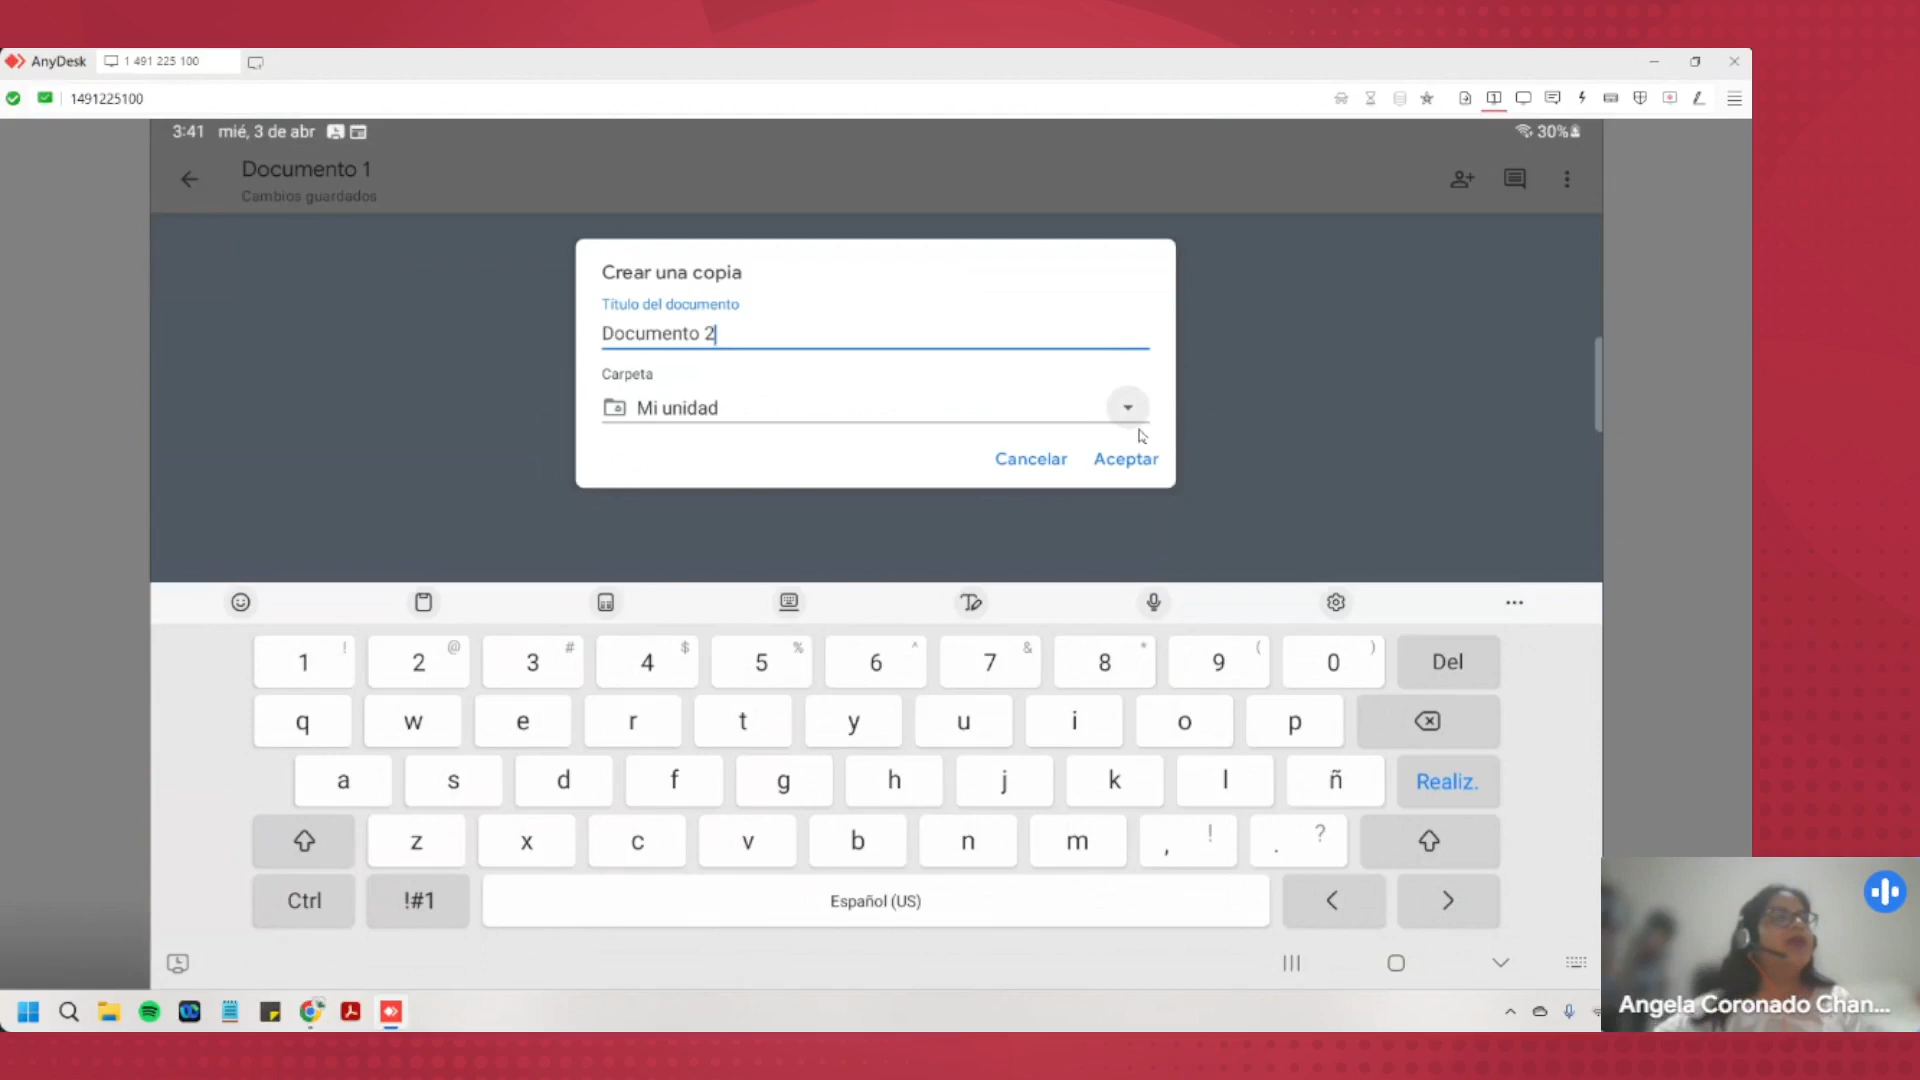 AnyDesk
1 491 225 100
1491225100
3:41 mié, 3 de abr
30%
Documento 1
Cambios guardados
Crear una copia
Título del documento
Documento 2
Carpeta
Mi unidad
Cancelar Aceptar
1 ! 2 @ 3 # 4 $ 5 % 6 ^ 7 & 8 * 9 ( 0 ) Del
q w e r t y u i o p
a s d f g h j k l ñ Realiz.
z x c v b n m , ! . ?
Ctrl !#1 Español (US) < >
Angela Coronado Chan...